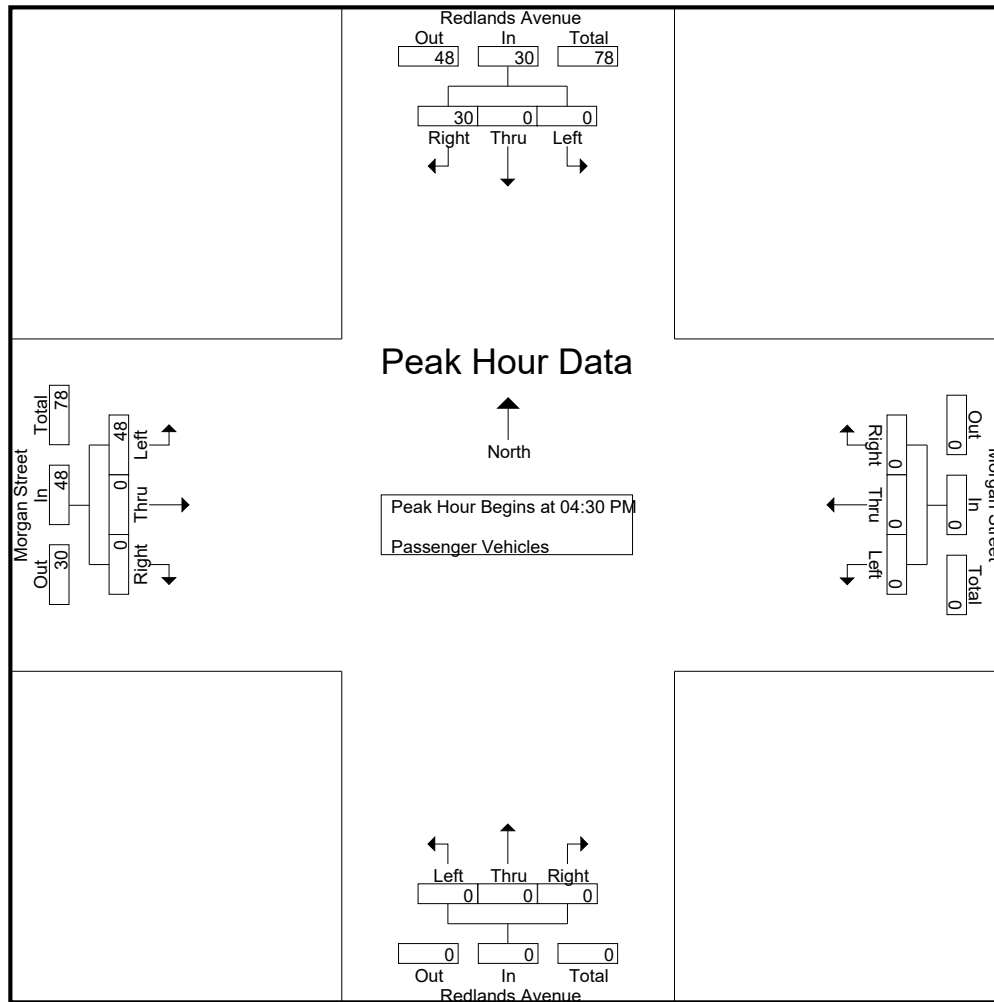 Redlands Avenue
Out In Total
48 30 78
30 0 0
Right Thru Left
Peak Hour Data
North
Peak Hour Begins at 04:30 PM
Passenger Vehicles
Morgan Street
Total In Out
78 48 30
48 0 0
Left Thru Right
Right Thru Left
0 0 0
Out In Total
0 0 0
Morgan Street
Left Thru Right
0 0 0
0 0 0
Out In Total
Redlands Avenue